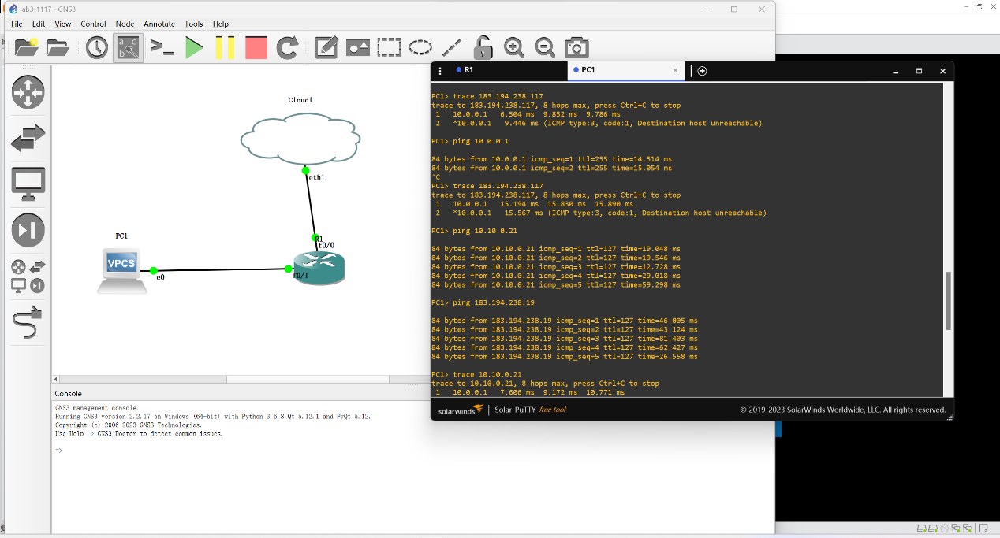 lab3-1117 - GNS3
File Edit View Control Node Annotate Tools Help
Cloud1
eth1
R1
f0/0
PC1
VPCS
e0
f0/1
R1
PC1
PC1> trace 183.194.238.117
trace to 183.194.238.117, 8 hops max, press Ctrl+C to stop
1 10.0.0.1 6.504 ms 9.852 ms 9.786 ms
2 *10.0.0.1 9.446 ms (ICMP type:3, code:1, Destination host unreachable)
PC1> ping 10.0.0.1
84 bytes from 10.0.0.1 icmp_seq=1 ttl=255 time=14.514 ms
84 bytes from 10.0.0.1 icmp_seq=2 ttl=255 time=15.054 ms
^C
PC1> trace 183.194.238.117
trace to 183.194.238.117, 8 hops max, press Ctrl+C to stop
1 10.0.0.1 15.194 ms 15.830 ms 15.890 ms
2 *10.0.0.1 15.567 ms (ICMP type:3, code:1, Destination host unreachable)
PC1> ping 10.10.0.21
84 bytes from 10.10.0.21 icmp_seq=1 ttl=127 time=19.048 ms
84 bytes from 10.10.0.21 icmp_seq=2 ttl=127 time=19.546 ms
84 bytes from 10.10.0.21 icmp_seq=3 ttl=127 time=12.728 ms
84 bytes from 10.10.0.21 icmp_seq=4 ttl=127 time=29.018 ms
84 bytes from 10.10.0.21 icmp_seq=5 ttl=127 time=59.298 ms
PC1> ping 183.194.238.19
84 bytes from 183.194.238.19 icmp_seq=1 ttl=127 time=46.005 ms
84 bytes from 183.194.238.19 icmp_seq=2 ttl=127 time=43.124 ms
84 bytes from 183.194.238.19 icmp_seq=3 ttl=127 time=81.403 ms
84 bytes from 183.194.238.19 icmp_seq=4 ttl=127 time=62.427 ms
84 bytes from 183.194.238.19 icmp_seq=5 ttl=127 time=26.558 ms
PC1> trace 10.10.0.21
trace to 10.10.0.21, 8 hops max, press Ctrl+C to stop
1 10.0.0.1 7.606 ms 9.172 ms 10.771 ms
solarwinds | Solar-PuTTY free tool
© 2019-2023 SolarWinds Worldwide, LLC. All rights reserved.
Console
GNS3 management console.
Running GNS3 version 2.2.17 on Windows (64-bit) with Python 3.6.8 Qt 5.12.1 and PyQt 5.12.
Copyright (c) 2006-2023 GNS3 Technologies.
Use Help -> GNS3 Doctor to detect common issues.
=>